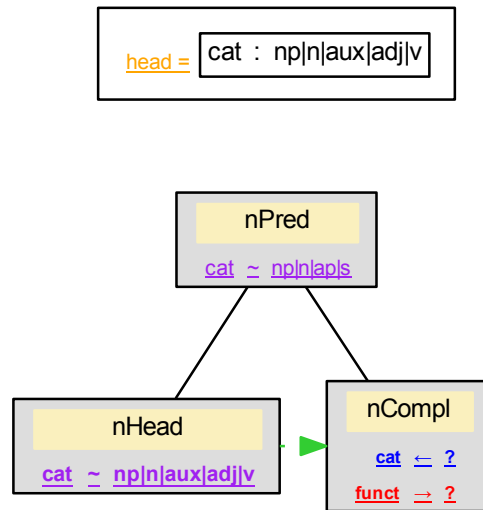 head = cat : np|n|aux|adj|v
nPred
cat ~ np|n|ap|s
nHead
cat ~ np|n|aux|adj|v
nCompl
cat ← ?
funct → ?